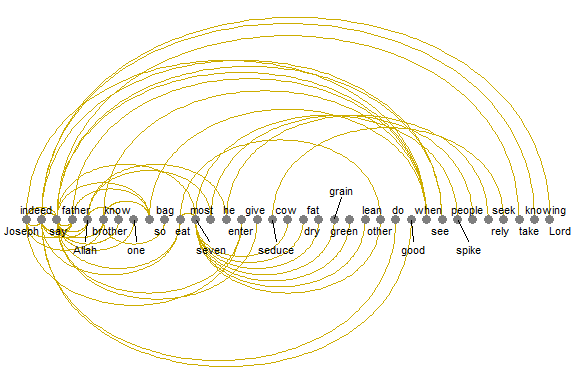 grain
indeed father know bag most he give cow fat lean do when people seek knowing
Joseph say brother so eat enter dry green other see rely take Lord
Allah one seven seduce good spike